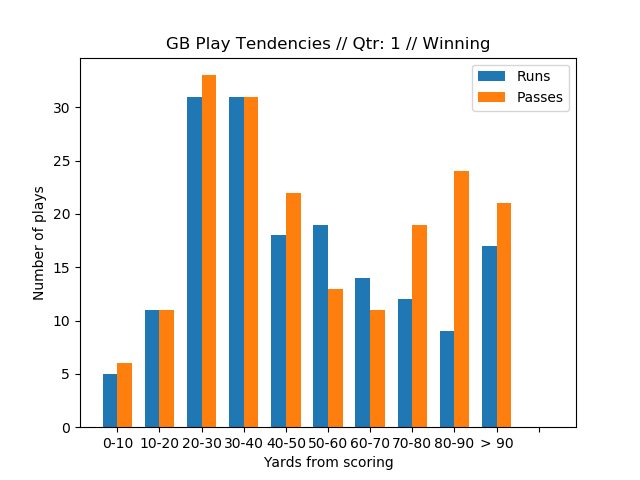 GB Play Tendencies // Qtr: 1 // Winning
Runs
Passes
Number of plays
30
25
20
15
10
5
0
0-10 10-20 20-30 30-40 40-50 50-60 60-70 70-80 80-90 > 90
Yards from scoring